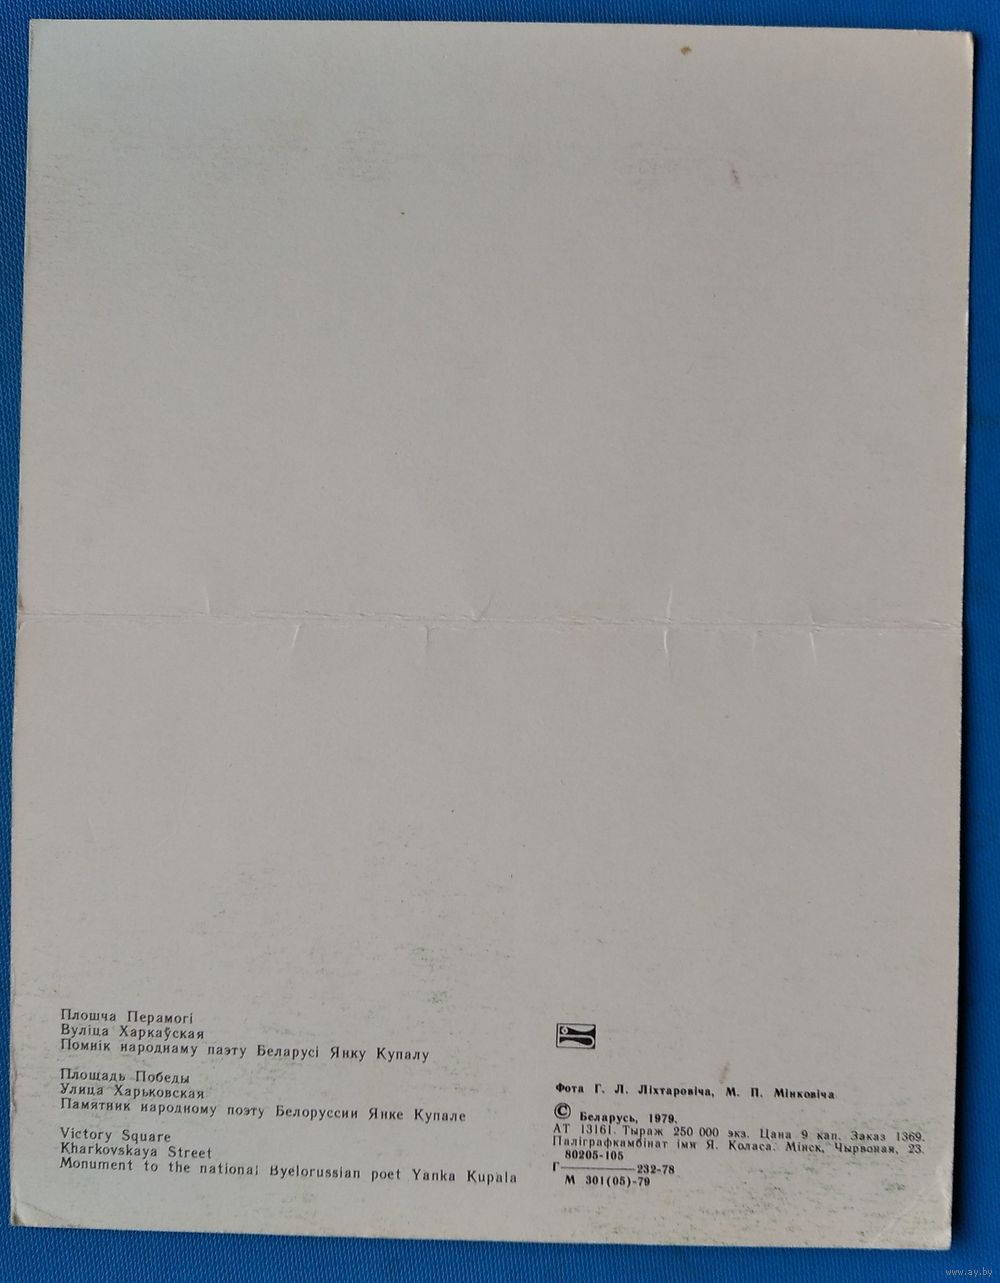 Плошча Перамогі
Вуліца Харкаўская
Помнік народнаму паэту Беларусі Янку Купалу
Площадь Победы
Улица Харьковская
Памятник народному поэту Белоруссии Янке Купале
Victory Square
Kharkovskaya Street
Monument to the national Byelorussian poet Yanka Kupala
Фота Г. Л. Ліхтаровіча, М. П. Мінковіча
© Беларусь, 1979.
АТ 13161. Тыраж 250 000 экз. Цана 9 кап. Заказ 1369.
Паліграфкамбінат імя Я. Коласа. Мінск, Чырвоная, 23.
80205-105
Г————232-78
М 301(05)-79
www.ay.by